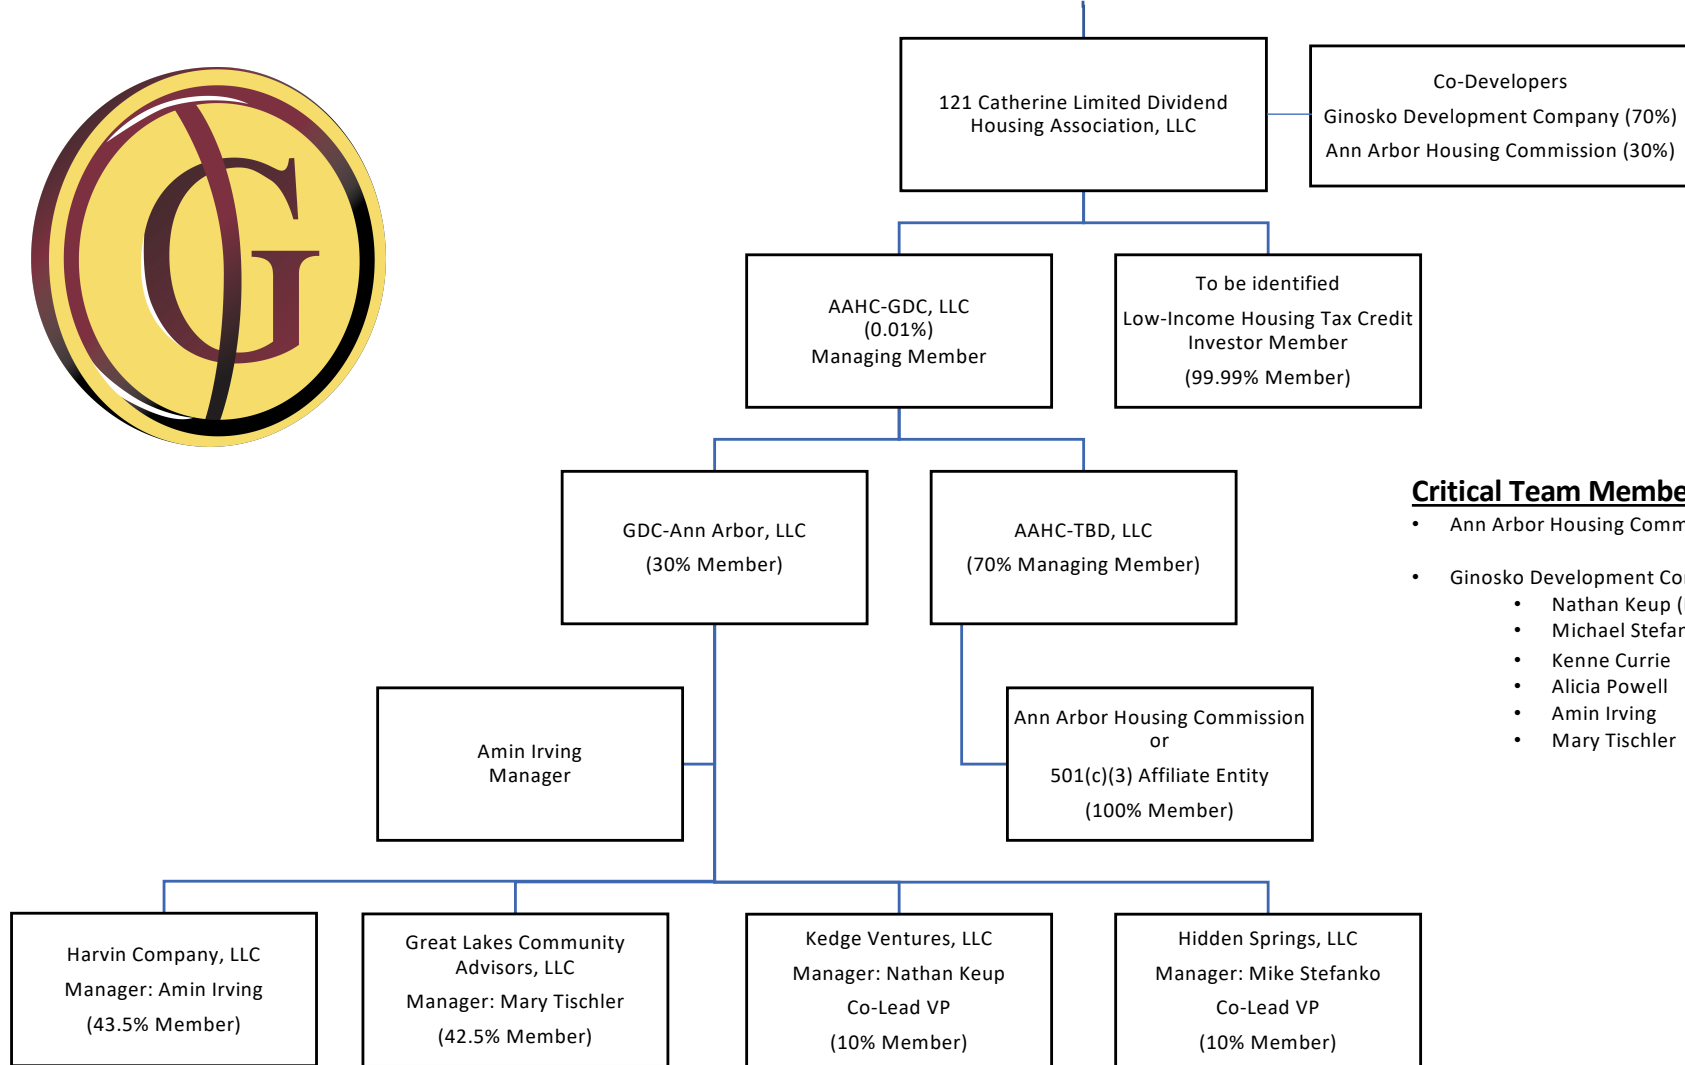 121 Catherine Limited Dividend
Housing Association, LLC
Co-Developers
Ginosko Development Company (70%)
Ann Arbor Housing Commission (30%)
G
AAHC-GDC, LLC
(0.01%)
Managing Member
To be identified
Low-Income Housing Tax Credit
Investor Member
(99.99% Member)
GDC-Ann Arbor, LLC
(30% Member)
AAHC-TBD, LLC
(70% Managing Member)
Critical Team
• Ann Arbor Housing
• Ginosko Development
• Nathan Keup
• Michael
• Kenne Currie
• Alicia Powell
• Amin Irving
• Mary Tischler
Amin Irving
Manager
Ann Arbor Housing Commission
or
501(c)(3) Affiliate Entity
(100% Member)
Harvin Company, LLC
Manager: Amin Irving
(43.5% Member)
Great Lakes Community
Advisors, LLC
Manager: Mary Tischler
(42.5% Member)
Kedge Ventures, LLC
Manager: Nathan Keup
Co-Lead VP
(10% Member)
Hidden Springs, LLC
Manager: Mike Stefanko
Co-Lead VP
(10% Member)